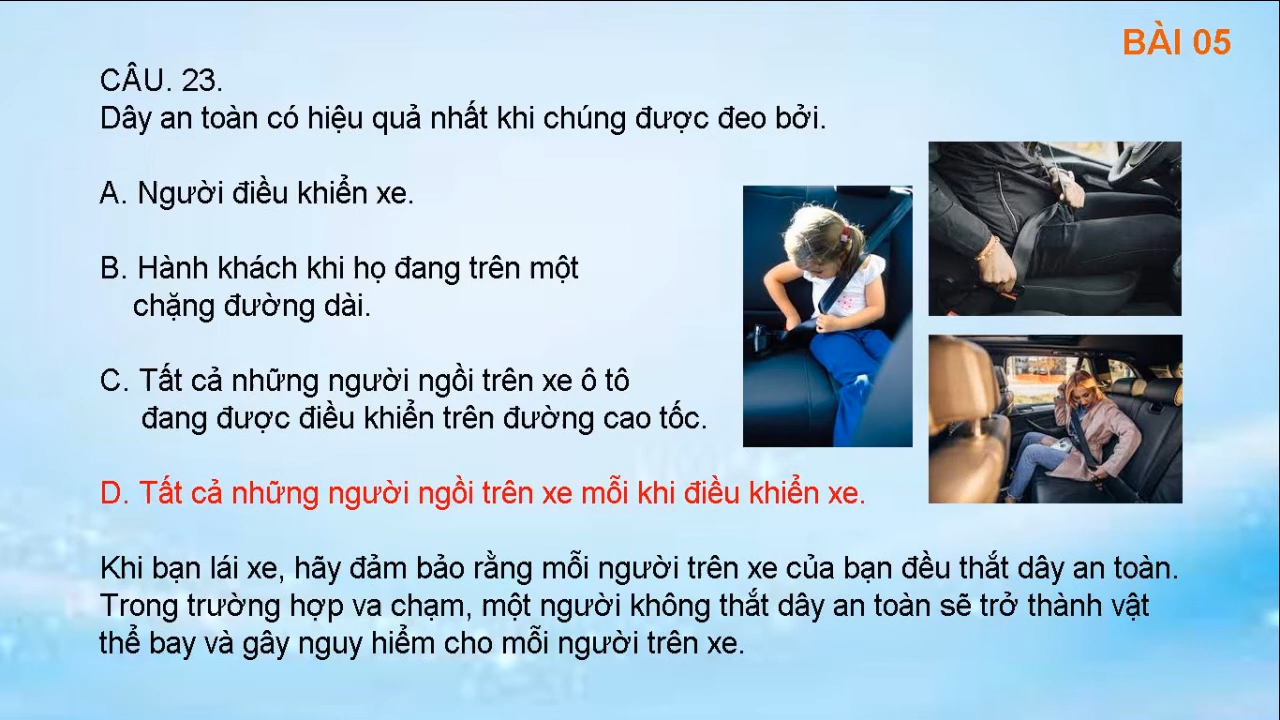 BÀI 05
CÂU. 23.
Dây an toàn có hiệu quả nhất khi chúng được đeo bởi.
A. Người điều khiển xe.
B. Hành khách khi họ đang trên một
chặng đường dài.
C. Tất cả những người ngồi trên xe ô tô
đang được điều khiển trên đường cao tốc.
D. Tất cả những người ngồi trên xe mỗi khi điều khiển xe.
Khi bạn lái xe, hãy đảm bảo rằng mỗi người trên xe của bạn đều thắt dây an toàn.
Trong trường hợp va chạm, một người không thắt dây an toàn sẽ trở thành vật
thể bay và gây nguy hiểm cho mỗi người trên xe.